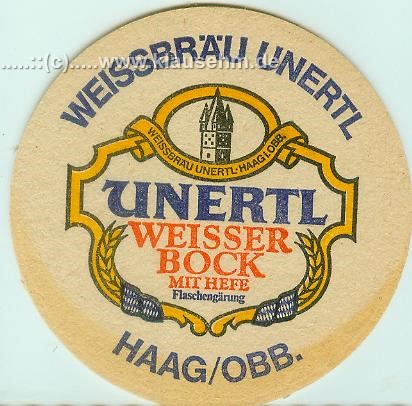 .....::(c).....www.klausehm.de
WEISSBRÄU UNERTL
WEISSBRÄU UNERTL·HAAG I. OBB.
UNERTL
WEISSER
BOCK
MIT HEFE
Flaschengärung
HAAG/OBB.